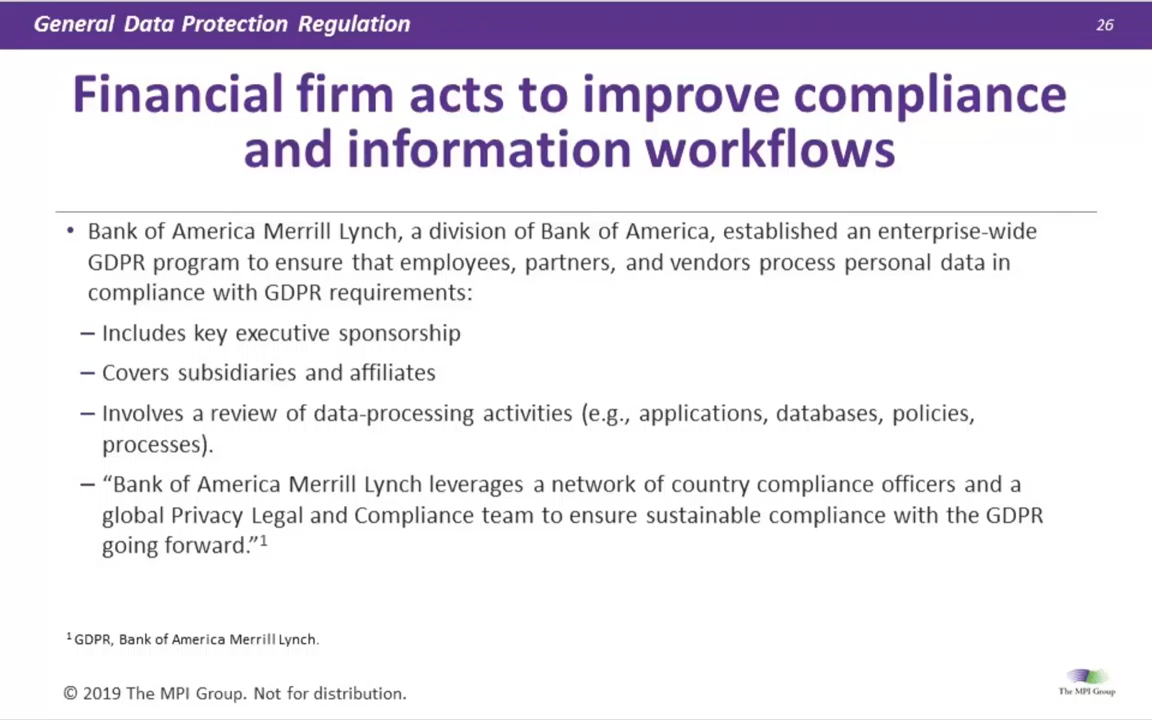 General Data Protection Regulation
26
Financial firm acts to improve compliance
and information workflows
• Bank of America Merrill Lynch, a division of Bank of America, established an enterprise-wide
GDPR program to ensure that employees, partners, and vendors process personal data in
compliance with GDPR requirements:
– Includes key executive sponsorship
– Covers subsidiaries and affiliates
– Involves a review of data-processing activities (e.g., applications, databases, policies,
processes).
– “Bank of America Merrill Lynch leverages a network of country compliance officers and a
global Privacy Legal and Compliance team to ensure sustainable compliance with the GDPR
going forward.”¹
¹ GDPR, Bank of America Merrill Lynch.
© 2019 The MPI Group. Not for distribution.
The MPI Group